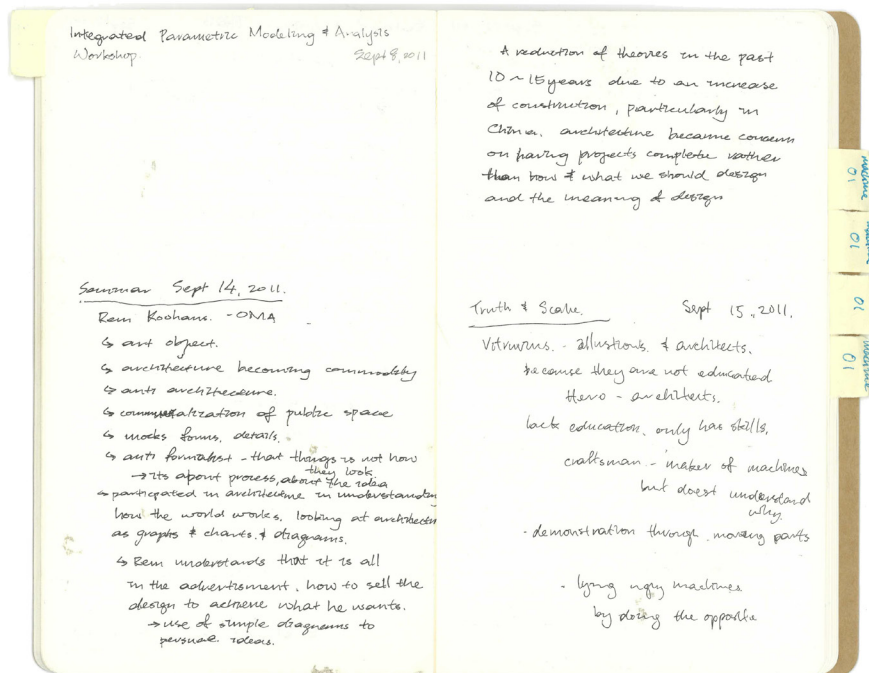 Integrated Parametric Modeling & Analysis
Workshop. Sept 8, 2011
Seminar Sept 14, 2011.
Rem Koohaus. - OMA
↳ art object.
↳ architecture becoming commodity
↳ anti architecture.
↳ commercialization of public space
↳ mocks forms, details.
↳ anti formalist - that things is not how
they look
→ its about process, about the idea
↳ participated in architecture in understanding
how the world works. looking at architecture
as graphs & charts, & diagrams.
↳ Rem understands that it is all
in the advertisment, how to sell the
design to achieve what he wants.
→ use of simple diagrams to
persuade ideas.
A reduction of theories in the past
10 ~ 15 years due to an increase
of construction, particularly in
China. architecture became concern
on having projects complete rather
than how & what we should design
and the meaning of design
Truth & Scale. Sept 15, 2011.
Vitruvius. - illustrions & architects.
because they are not educated
Hero - architects.
lack education, only has skills,
craftsman - maker of machines
but doest understand
why.
- demonstration through moving parts
- lying ugly machines
by doing the opposite
01
01
01
01